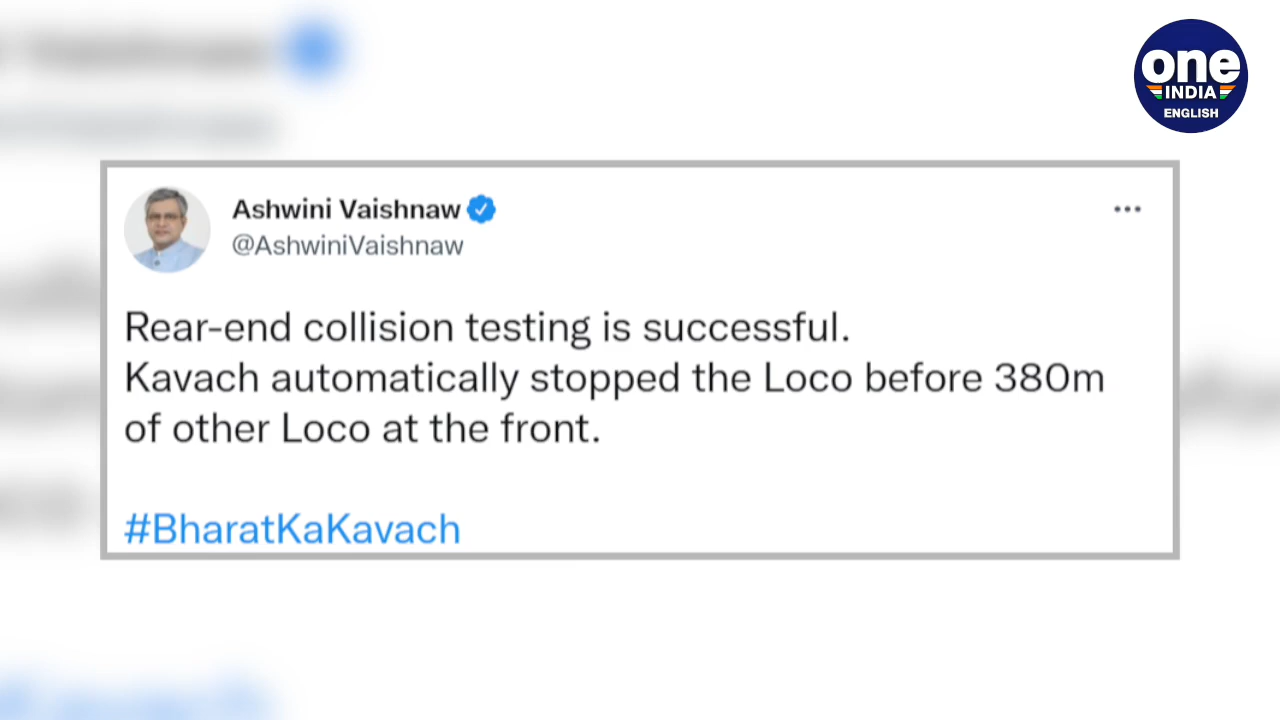 one
INDIA
ENGLISH
Ashwini Vaishnaw
@AshwiniVaishnaw
Rear-end collision testing is successful.
Kavach automatically stopped the Loco before 380m
of other Loco at the front.
#BharatKaKavach